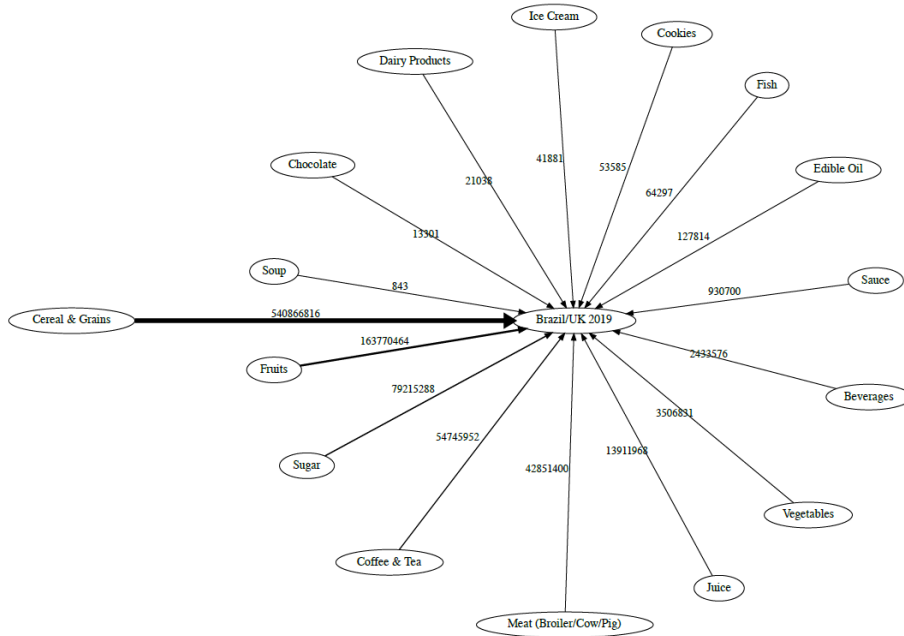 Ice Cream
Cookies
Dairy Products
Fish
41881
53585
Chocolate
21038
64297
Edible Oil
13301
127814
Soup
843
930700
Sauce
540866816
Cereal & Grains
Brazil/UK 2019
163770464
2433576
Fruits
79215288
Beverages
3506831
54745952
13911968
Sugar
42851400
Vegetables
Coffee & Tea
Juice
Meat (Broiler/Cow/Pig)